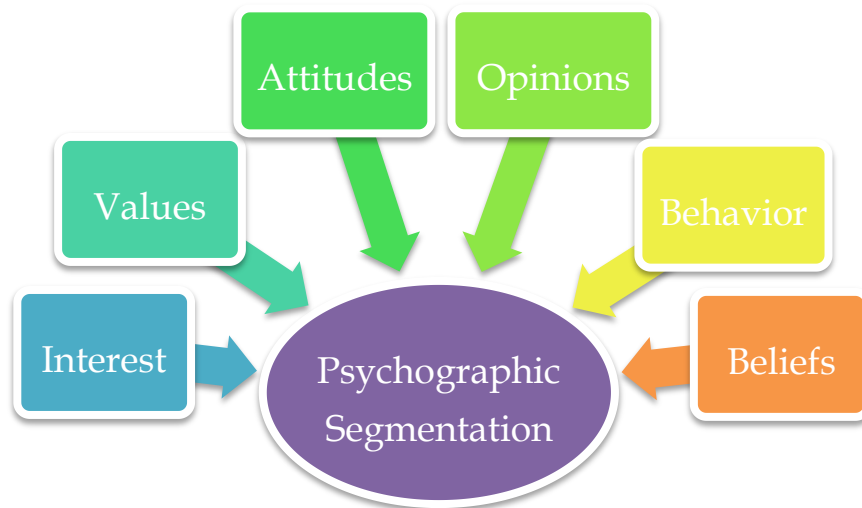 Attitudes
Opinions
Values
Behavior
Interest
Beliefs
Psychographic
Segmentation